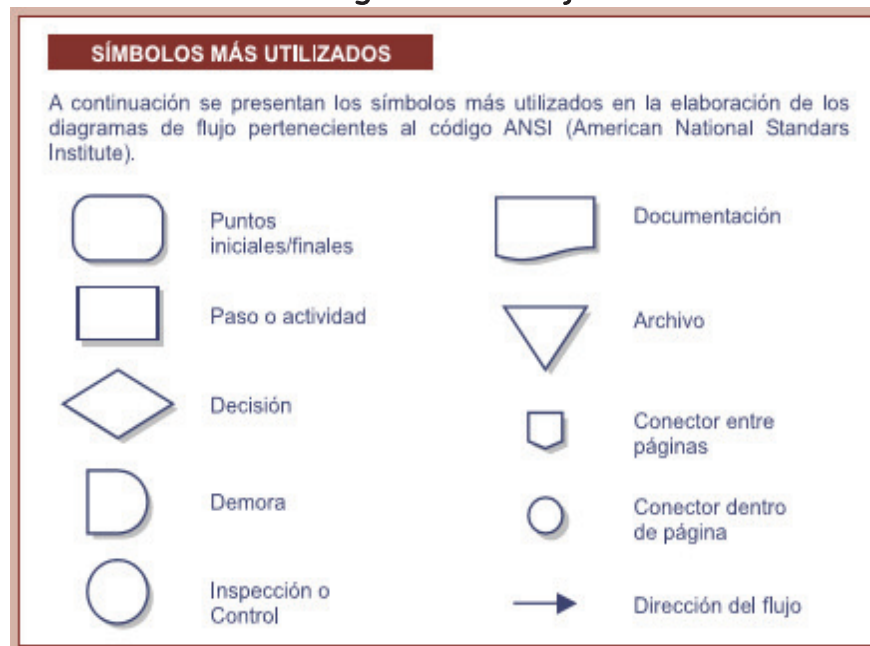 SÍMBOLOS MÁS UTILIZADOS
A continuación se presentan los símbolos más utilizados en la elaboración de los
diagramas de flujo pertenecientes al código ANSI (American National Standars
Institute).
Puntos
iniciales/finales
Paso o actividad
Decisión
Demora
Inspección o
Control
Documentación
Archivo
Conector entre
páginas
Conector dentro
de página
Dirección del flujo